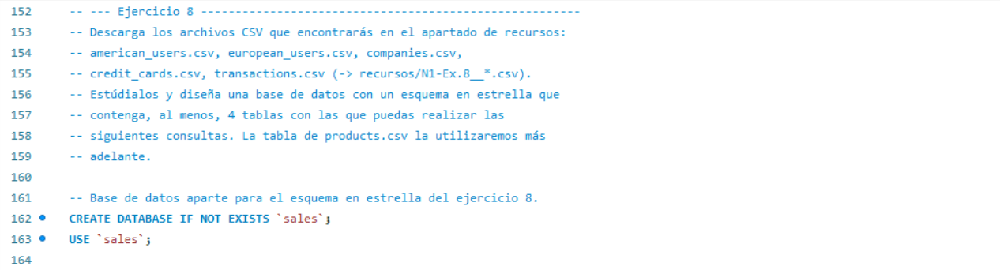 152 -- --- Ejercicio 8 -------------------------------------------------------
153 -- Descarga los archivos CSV que encontrarás en el apartado de recursos:
154 -- american_users.csv, european_users.csv, companies.csv,
155 -- credit_cards.csv, transactions.csv (-> recursos/N1-Ex.8__*.csv).
156 -- Estúdialos y diseña una base de datos con un esquema en estrella que
157 -- contenga, al menos, 4 tablas con las que puedas realizar las
158 -- siguientes consultas. La tabla de products.csv la utilizaremos más
159 -- adelante.
160
161 -- Base de datos aparte para el esquema en estrella del ejercicio 8.
162 CREATE DATABASE IF NOT EXISTS `sales`;
163 USE `sales`;
164